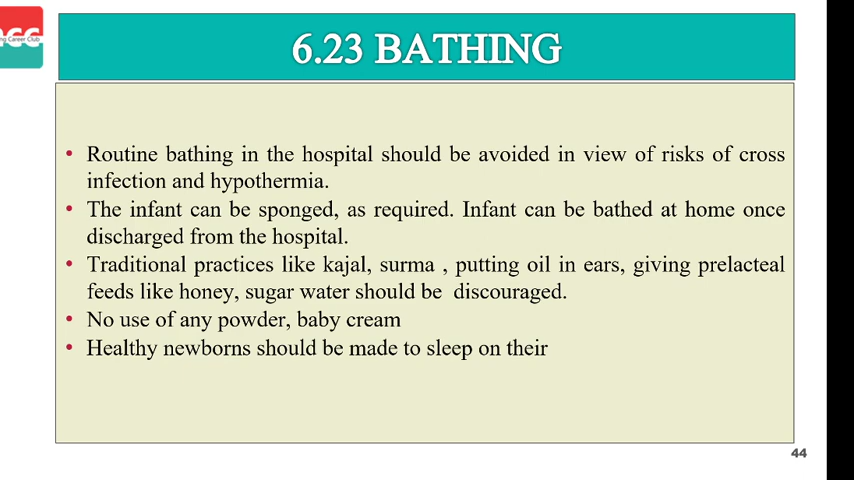 ng Career Club
6.23 BATHING
• Routine bathing in the hospital should be avoided in view of risks of cross
infection and hypothermia.
• The infant can be sponged, as required. Infant can be bathed at home once
discharged from the hospital.
• Traditional practices like kajal, surma , putting oil in ears, giving prelacteal
feeds like honey, sugar water should be discouraged.
• No use of any powder, baby cream
• Healthy newborns should be made to sleep on their
44